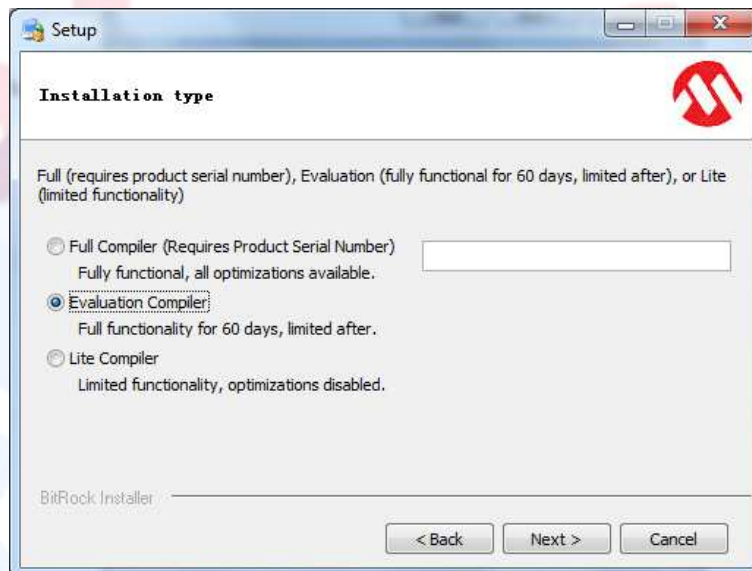 Setup
Installation type
Full (requires product serial number), Evaluation (fully functional for 60 days, limited after), or Lite
(limited functionality)
Full Compiler (Requires Product Serial Number)
Fully functional, all optimizations available.
Evaluation Compiler
Full functionality for 60 days, limited after.
Lite Compiler
Limited functionality, optimizations disabled.
BitRock Installer
< Back Next > Cancel